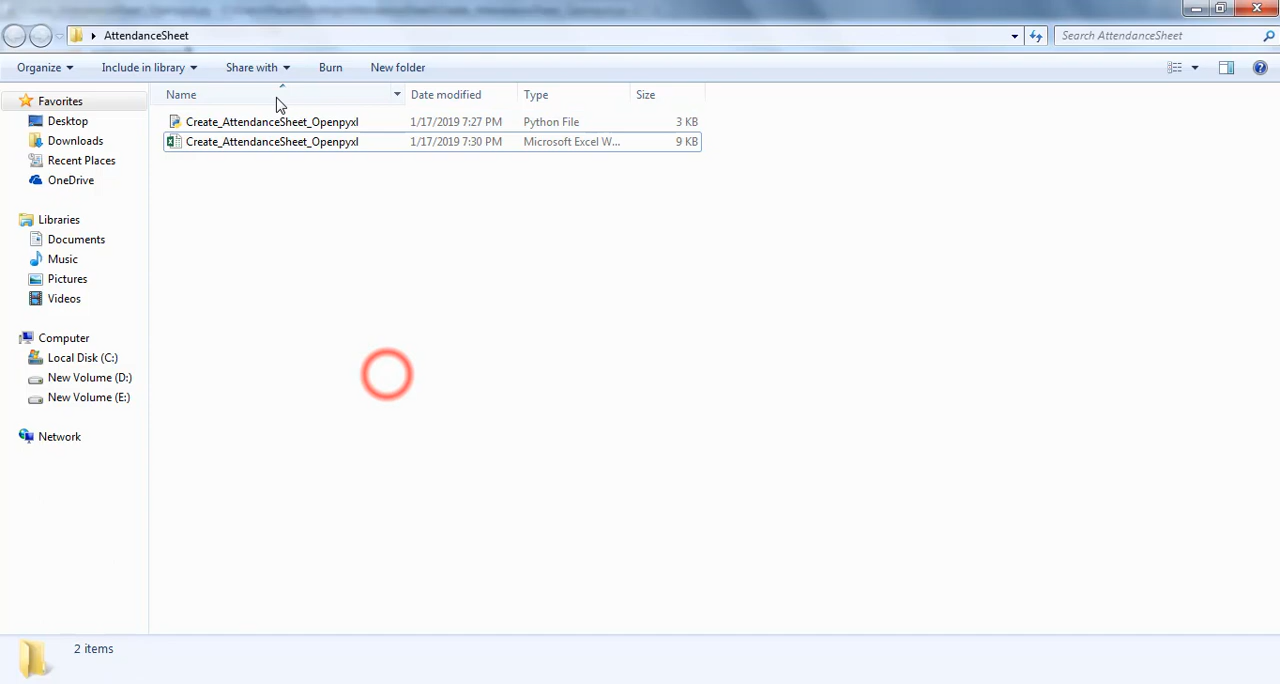 AttendanceSheet
Search AttendanceSheet
Organize
Include in library
Share with
Burn
New folder
Name
Date modified
Type
Size
Favorites
Desktop
Downloads
Recent Places
OneDrive
Libraries
Documents
Music
Pictures
Videos
Computer
Local Disk (C:)
New Volume (D:)
New Volume (E:)
Network
Create_AttendanceSheet_Openpyxl 1/17/2019 7:27 PM Python File 3 KB
Create_AttendanceSheet_Openpyxl 1/17/2019 7:30 PM Microsoft Excel W... 9 KB
2 items